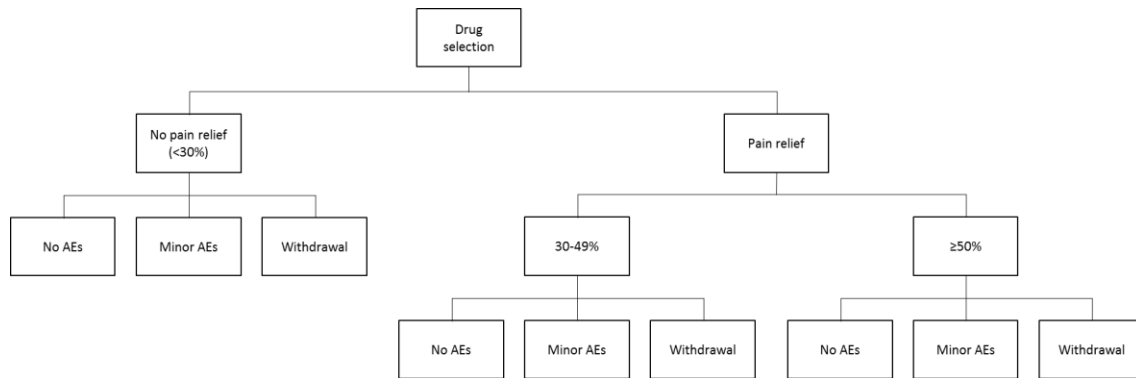 Drug
selection
No pain relief
(<30%)
Pain relief
No AEs
Minor AEs
Withdrawal
30-49%
≥50%
No AEs
Minor AEs
Withdrawal
No AEs
Minor AEs
Withdrawal